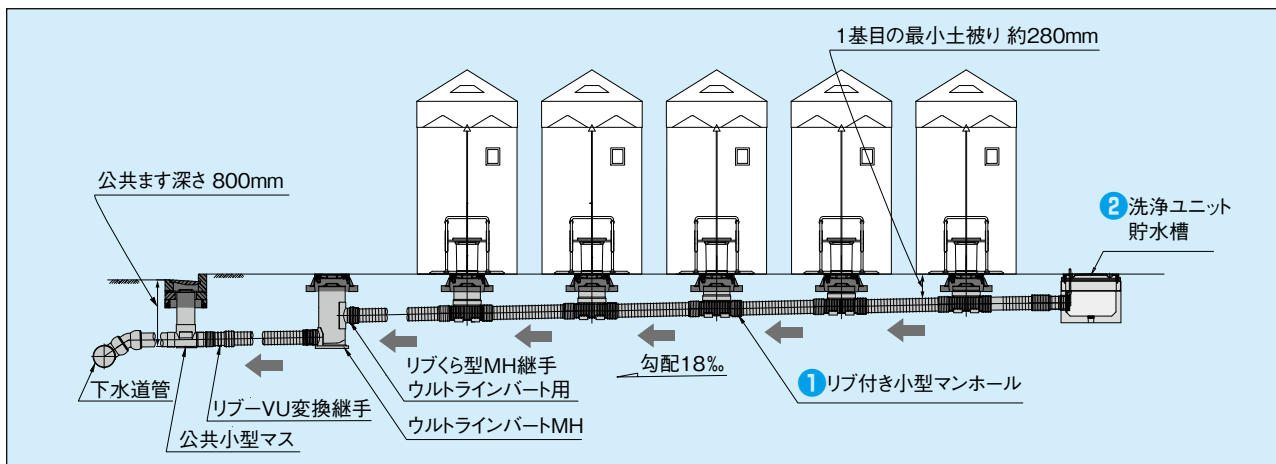 1基目の最小土被り 約280mm
公共ます深さ 800mm
❷洗浄ユニット
貯水槽
下水道管
リブーVU変換継手
公共小型マス
リブくら型MH継手
ウルトラインバート用
ウルトラインバートMH
勾配18‰
❶リブ付き小型マンホール